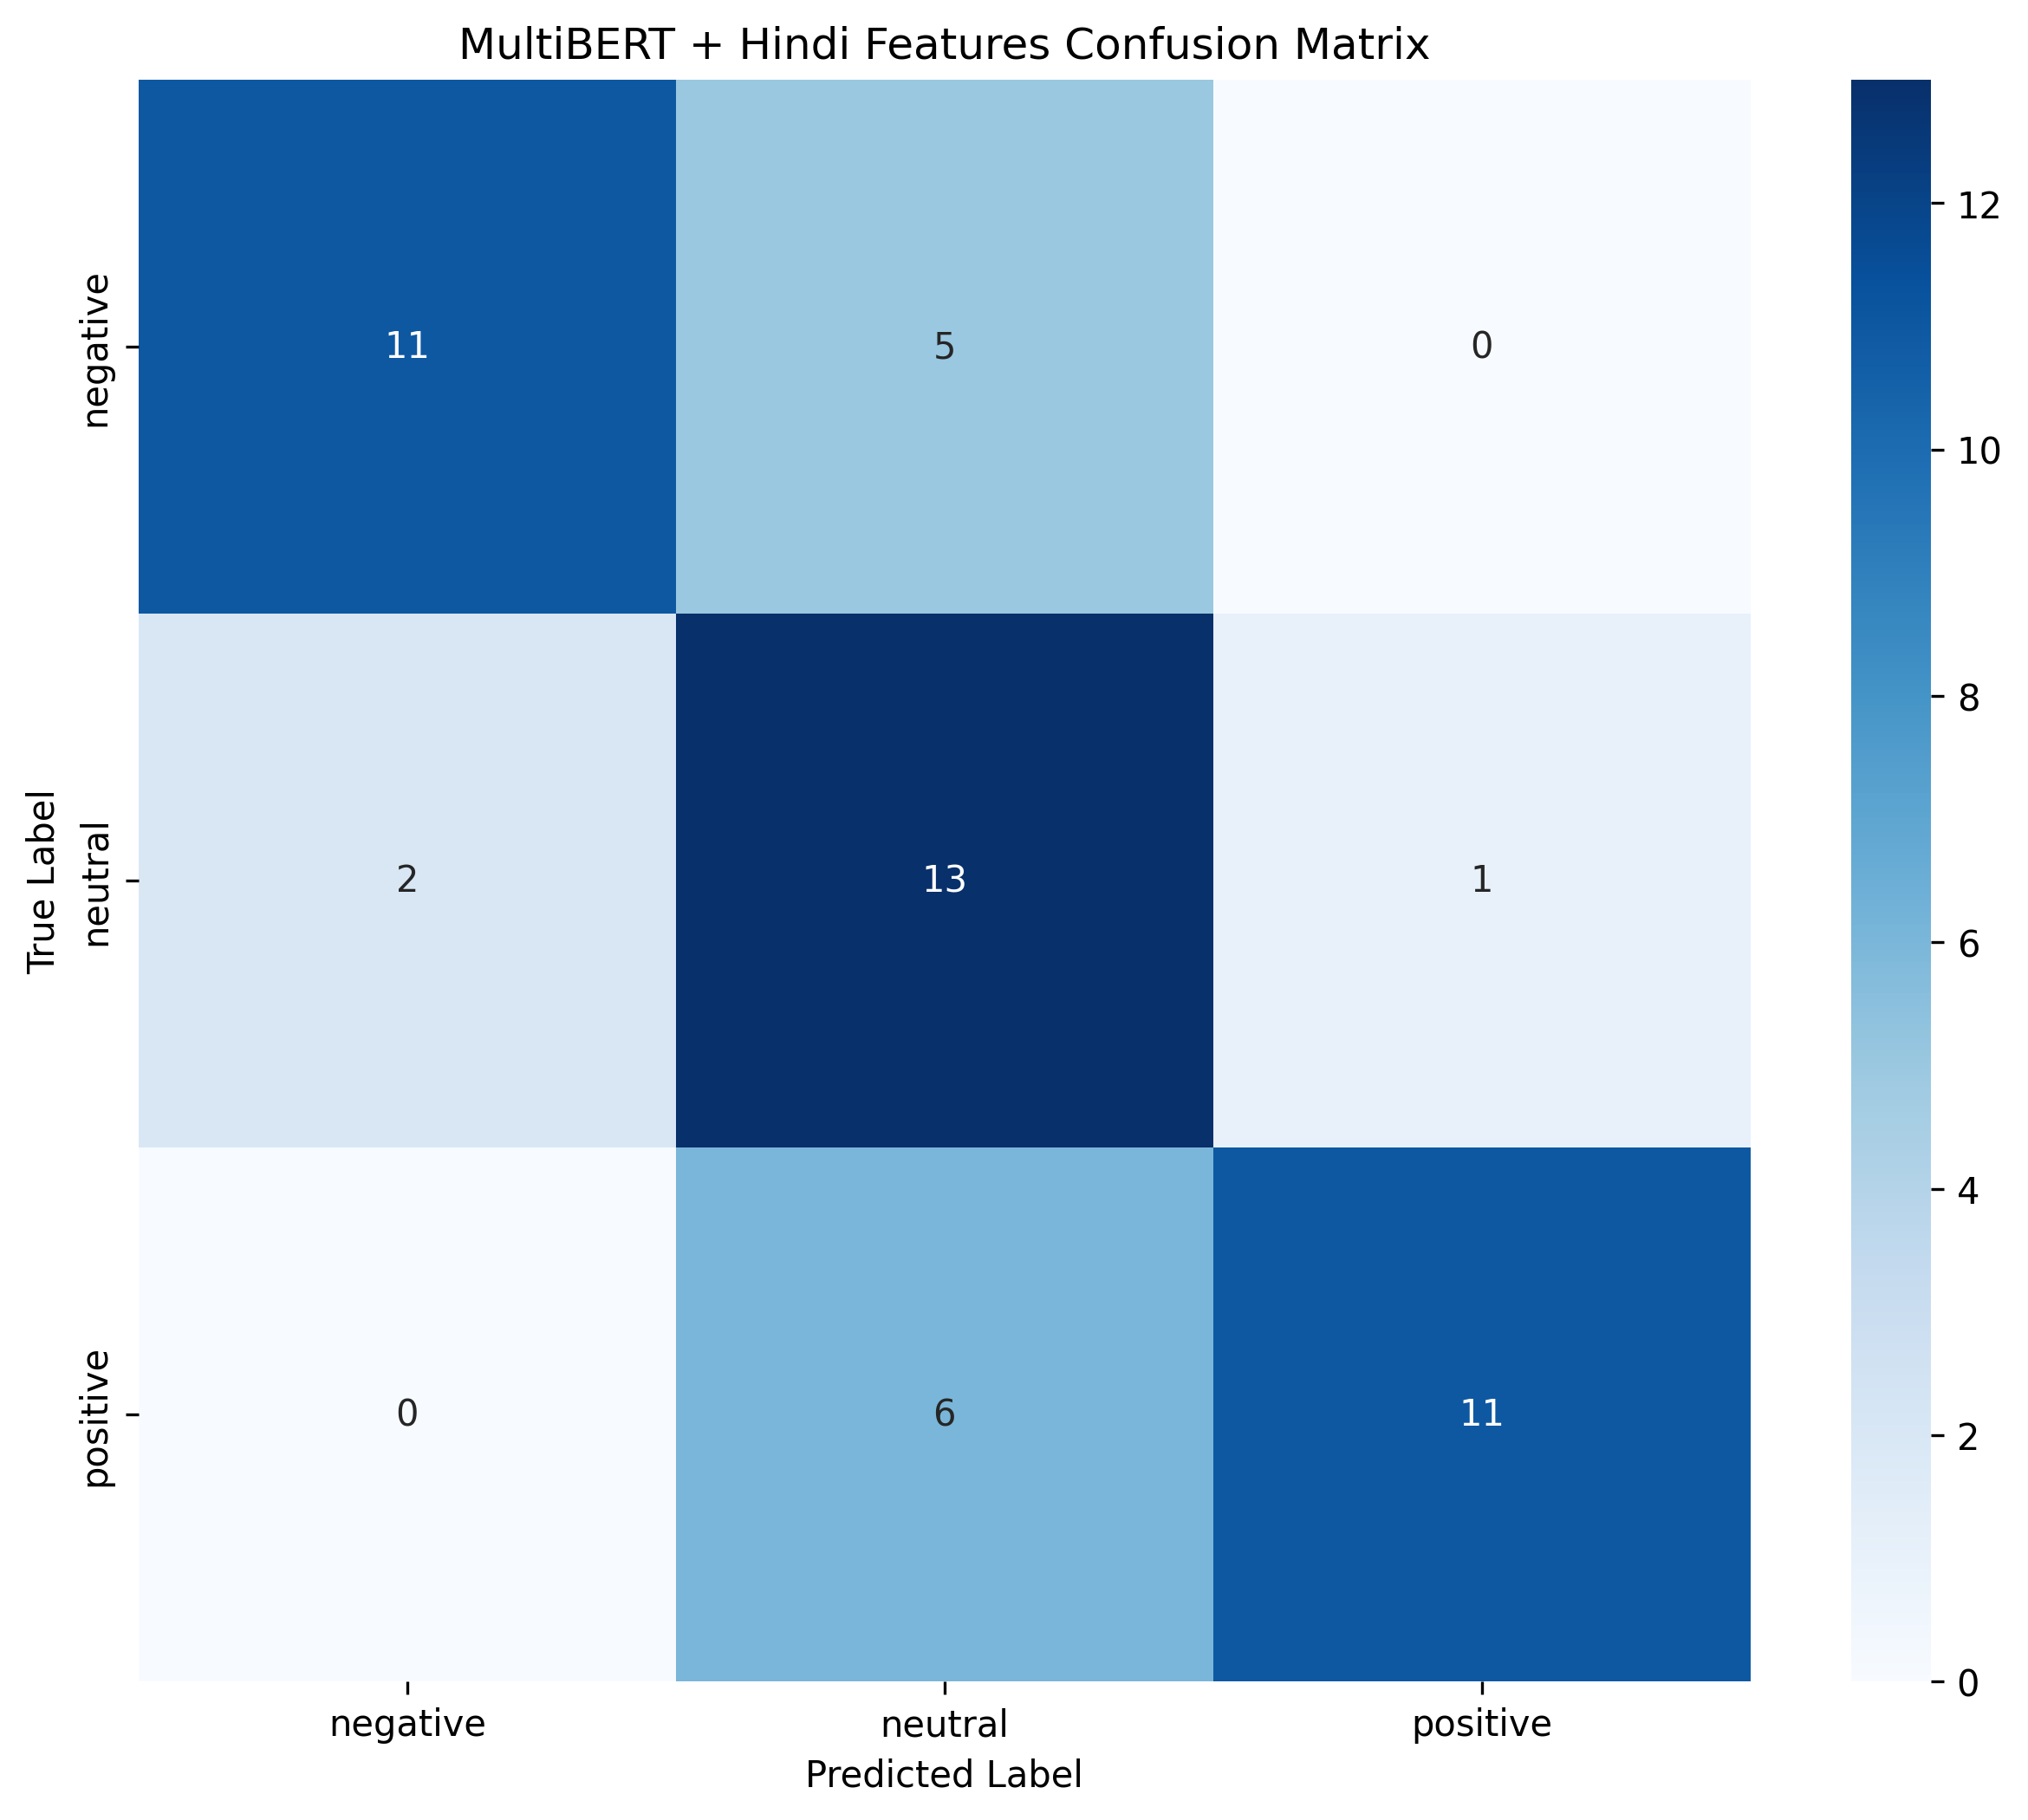 MultiBERT + Hindi Features Confusion Matrix
True Label
negative
11 5 0
neutral
2 13 1
positive
0 6 11
negative neutral positive
Predicted Label
12
10
8
6
4
2
0